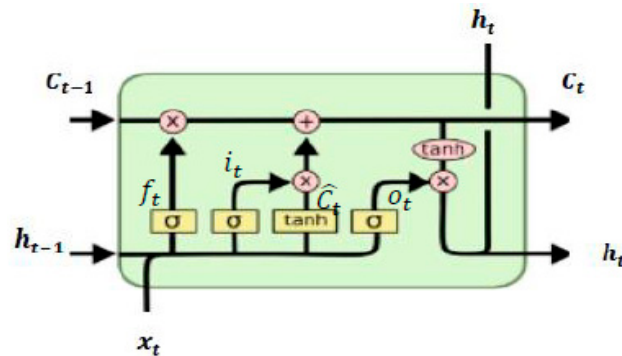 h_t
C_{t-1}
C_t
×
+
tanh
f_t
i_t
×
Ĉ_t
o_t
×
σ
σ
tanh
σ
h_{t-1}
h_t
x_t